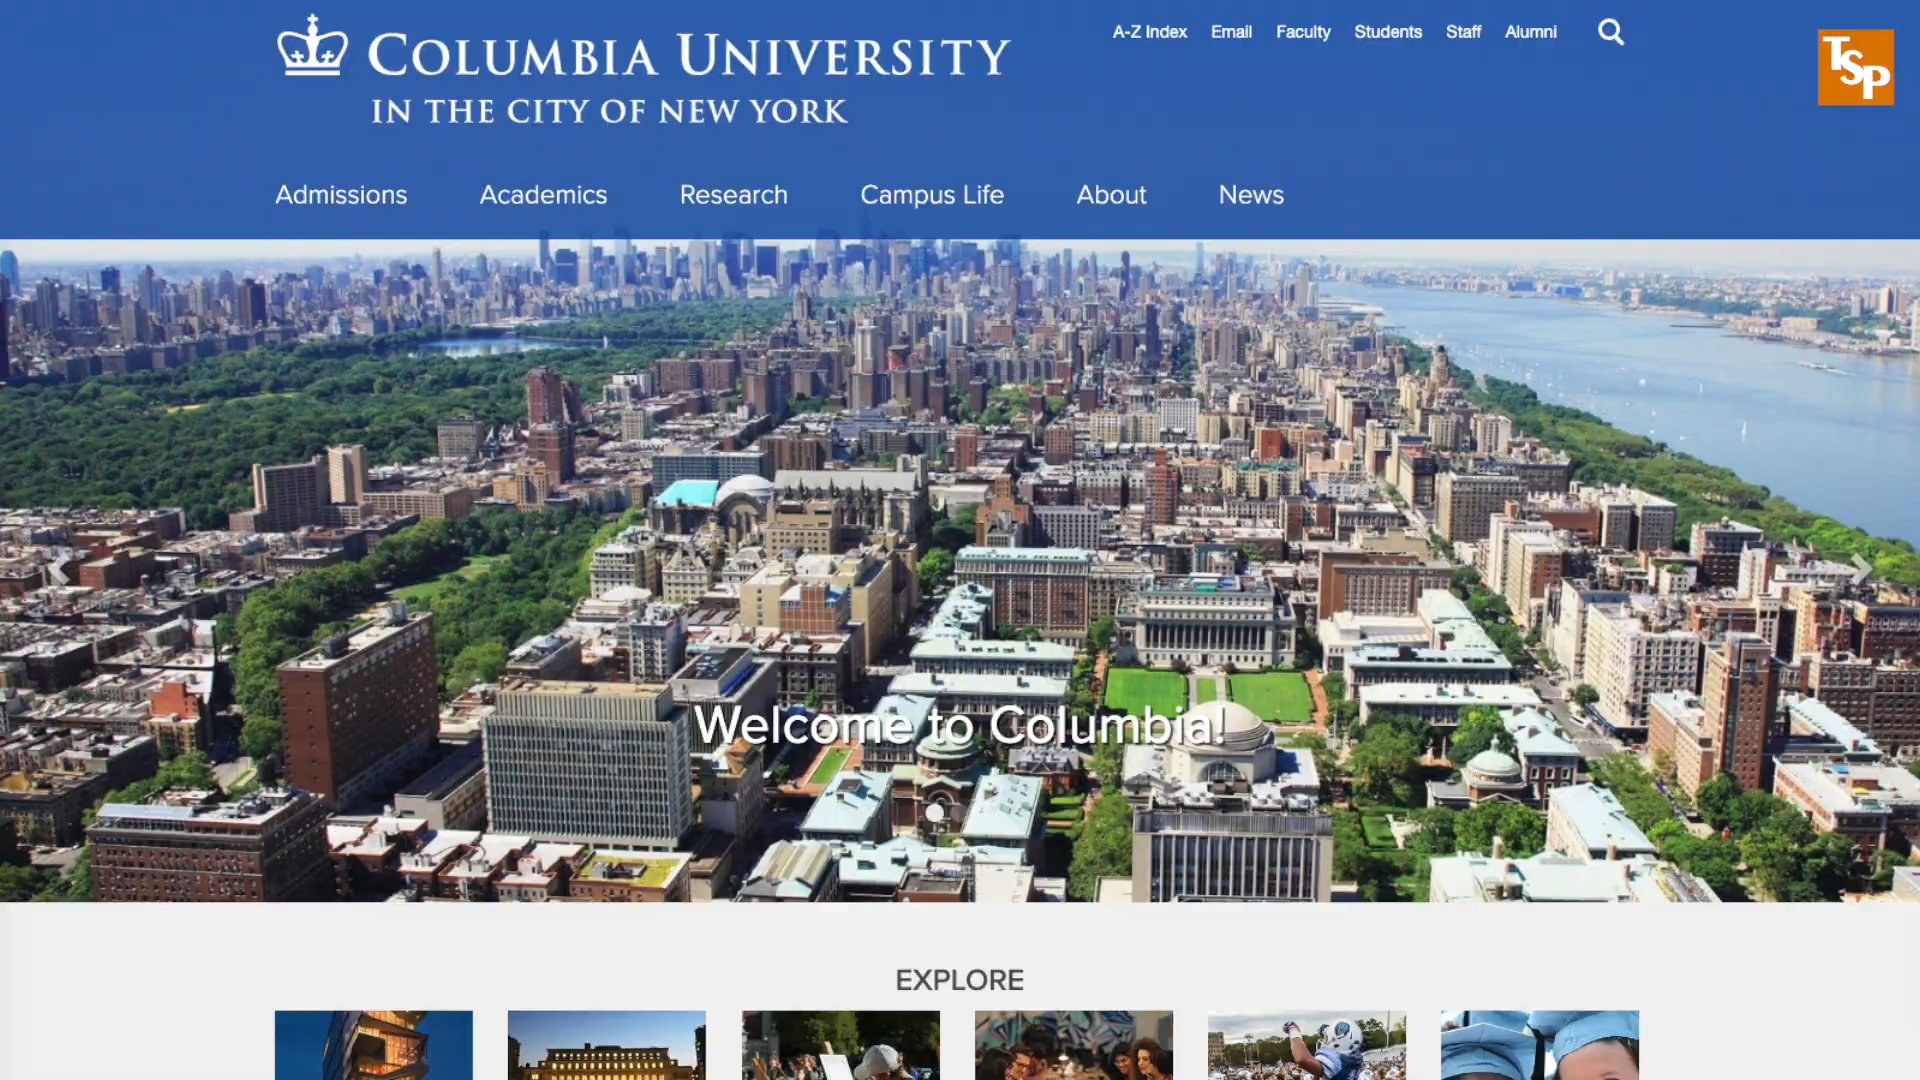 COLUMBIA UNIVERSITY
IN THE CITY OF NEW YORK
A-Z Index Email Faculty Students Staff Alumni
TSP
Admissions Academics Research Campus Life About News
Welcome to Columbia!
EXPLORE